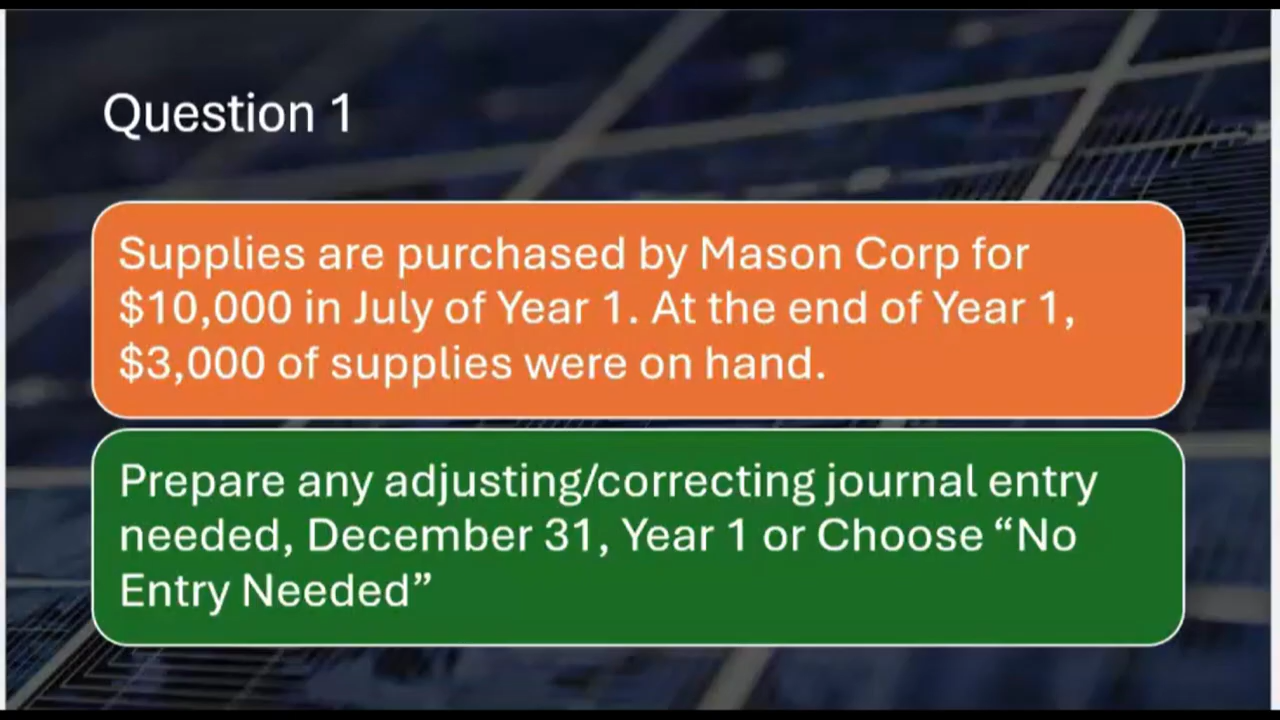 Question 1
Supplies are purchased by Mason Corp for
$10,000 in July of Year 1. At the end of Year 1,
$3,000 of supplies were on hand.
Prepare any adjusting/correcting journal entry
needed, December 31, Year 1 or Choose “No
Entry Needed”